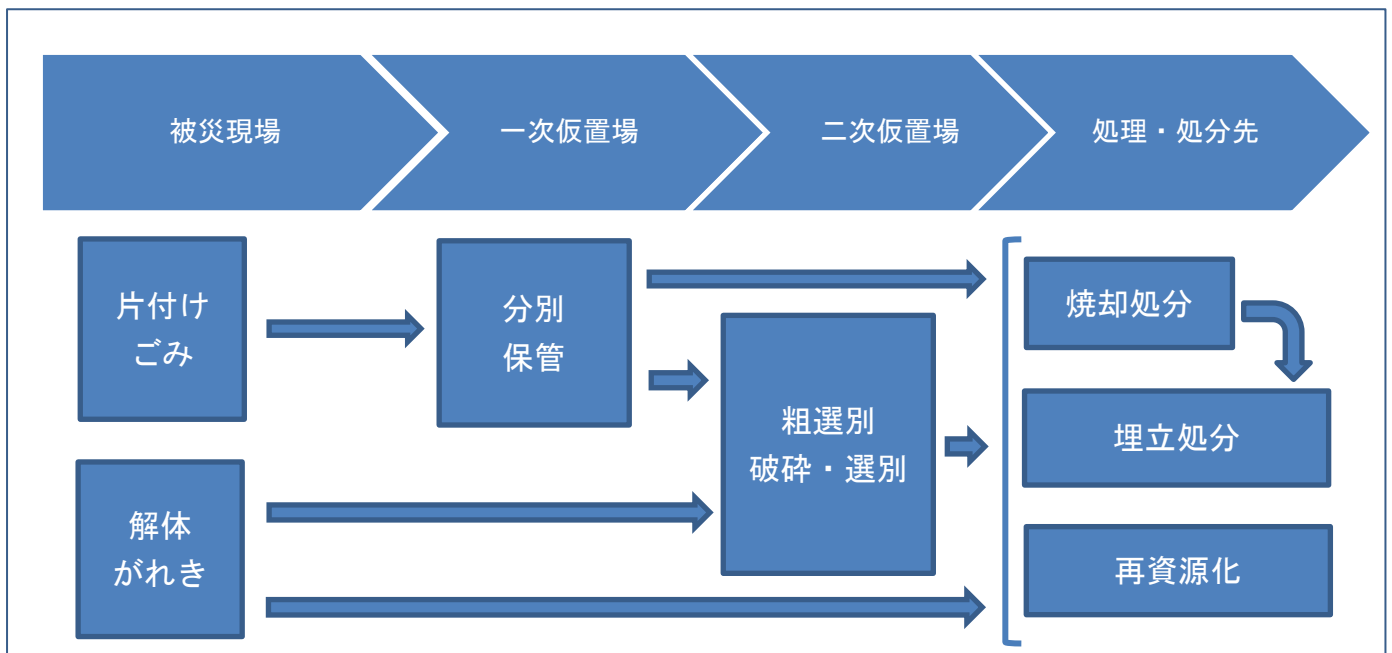 被災現場
一次仮置場
二次仮置場
処理・処分先
片付け
ごみ
分別
保管
焼却処分
粗選別
破砕・選別
埋立処分
解体
がれき
再資源化